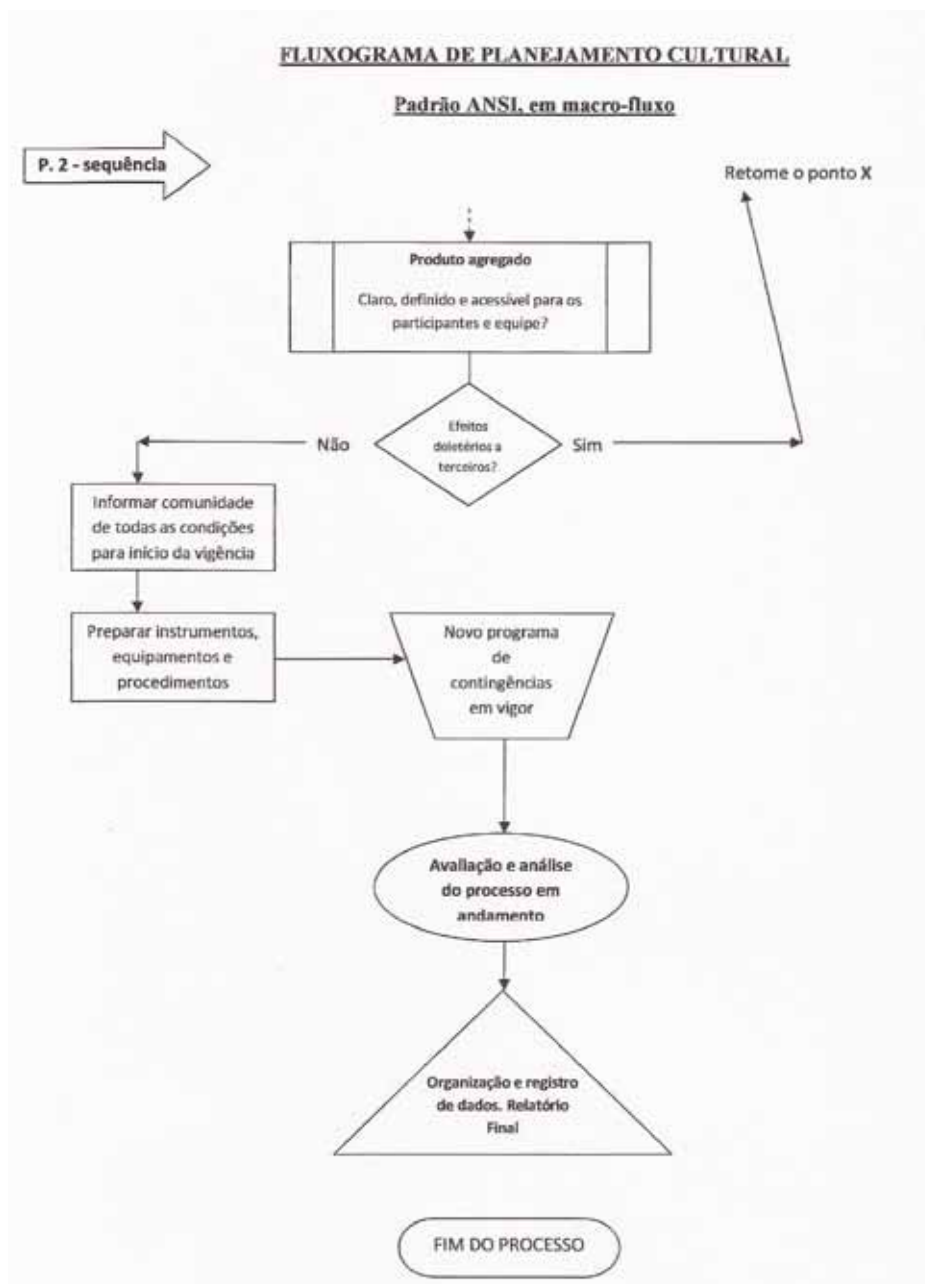 FLUXOGRAMA DE PLANEJAMENTO CULTURAL
Padrão ANSI, em macro-fluxo
P. 2 - sequência
Retome o ponto X
Produto agregado
Claro, definido e acessível para os
participantes e equipe?
Efeitos
deletérios a
terceiros?
Não
Sim
Informar comunidade
de todas as condições
para início da vigência
Preparar instrumentos,
equipamentos e
procedimentos
Novo programa
de
contingências
em vigor
Avaliação e análise
do processo em
andamento
Organização e registro
de dados. Relatório
Final
FIM DO PROCESSO